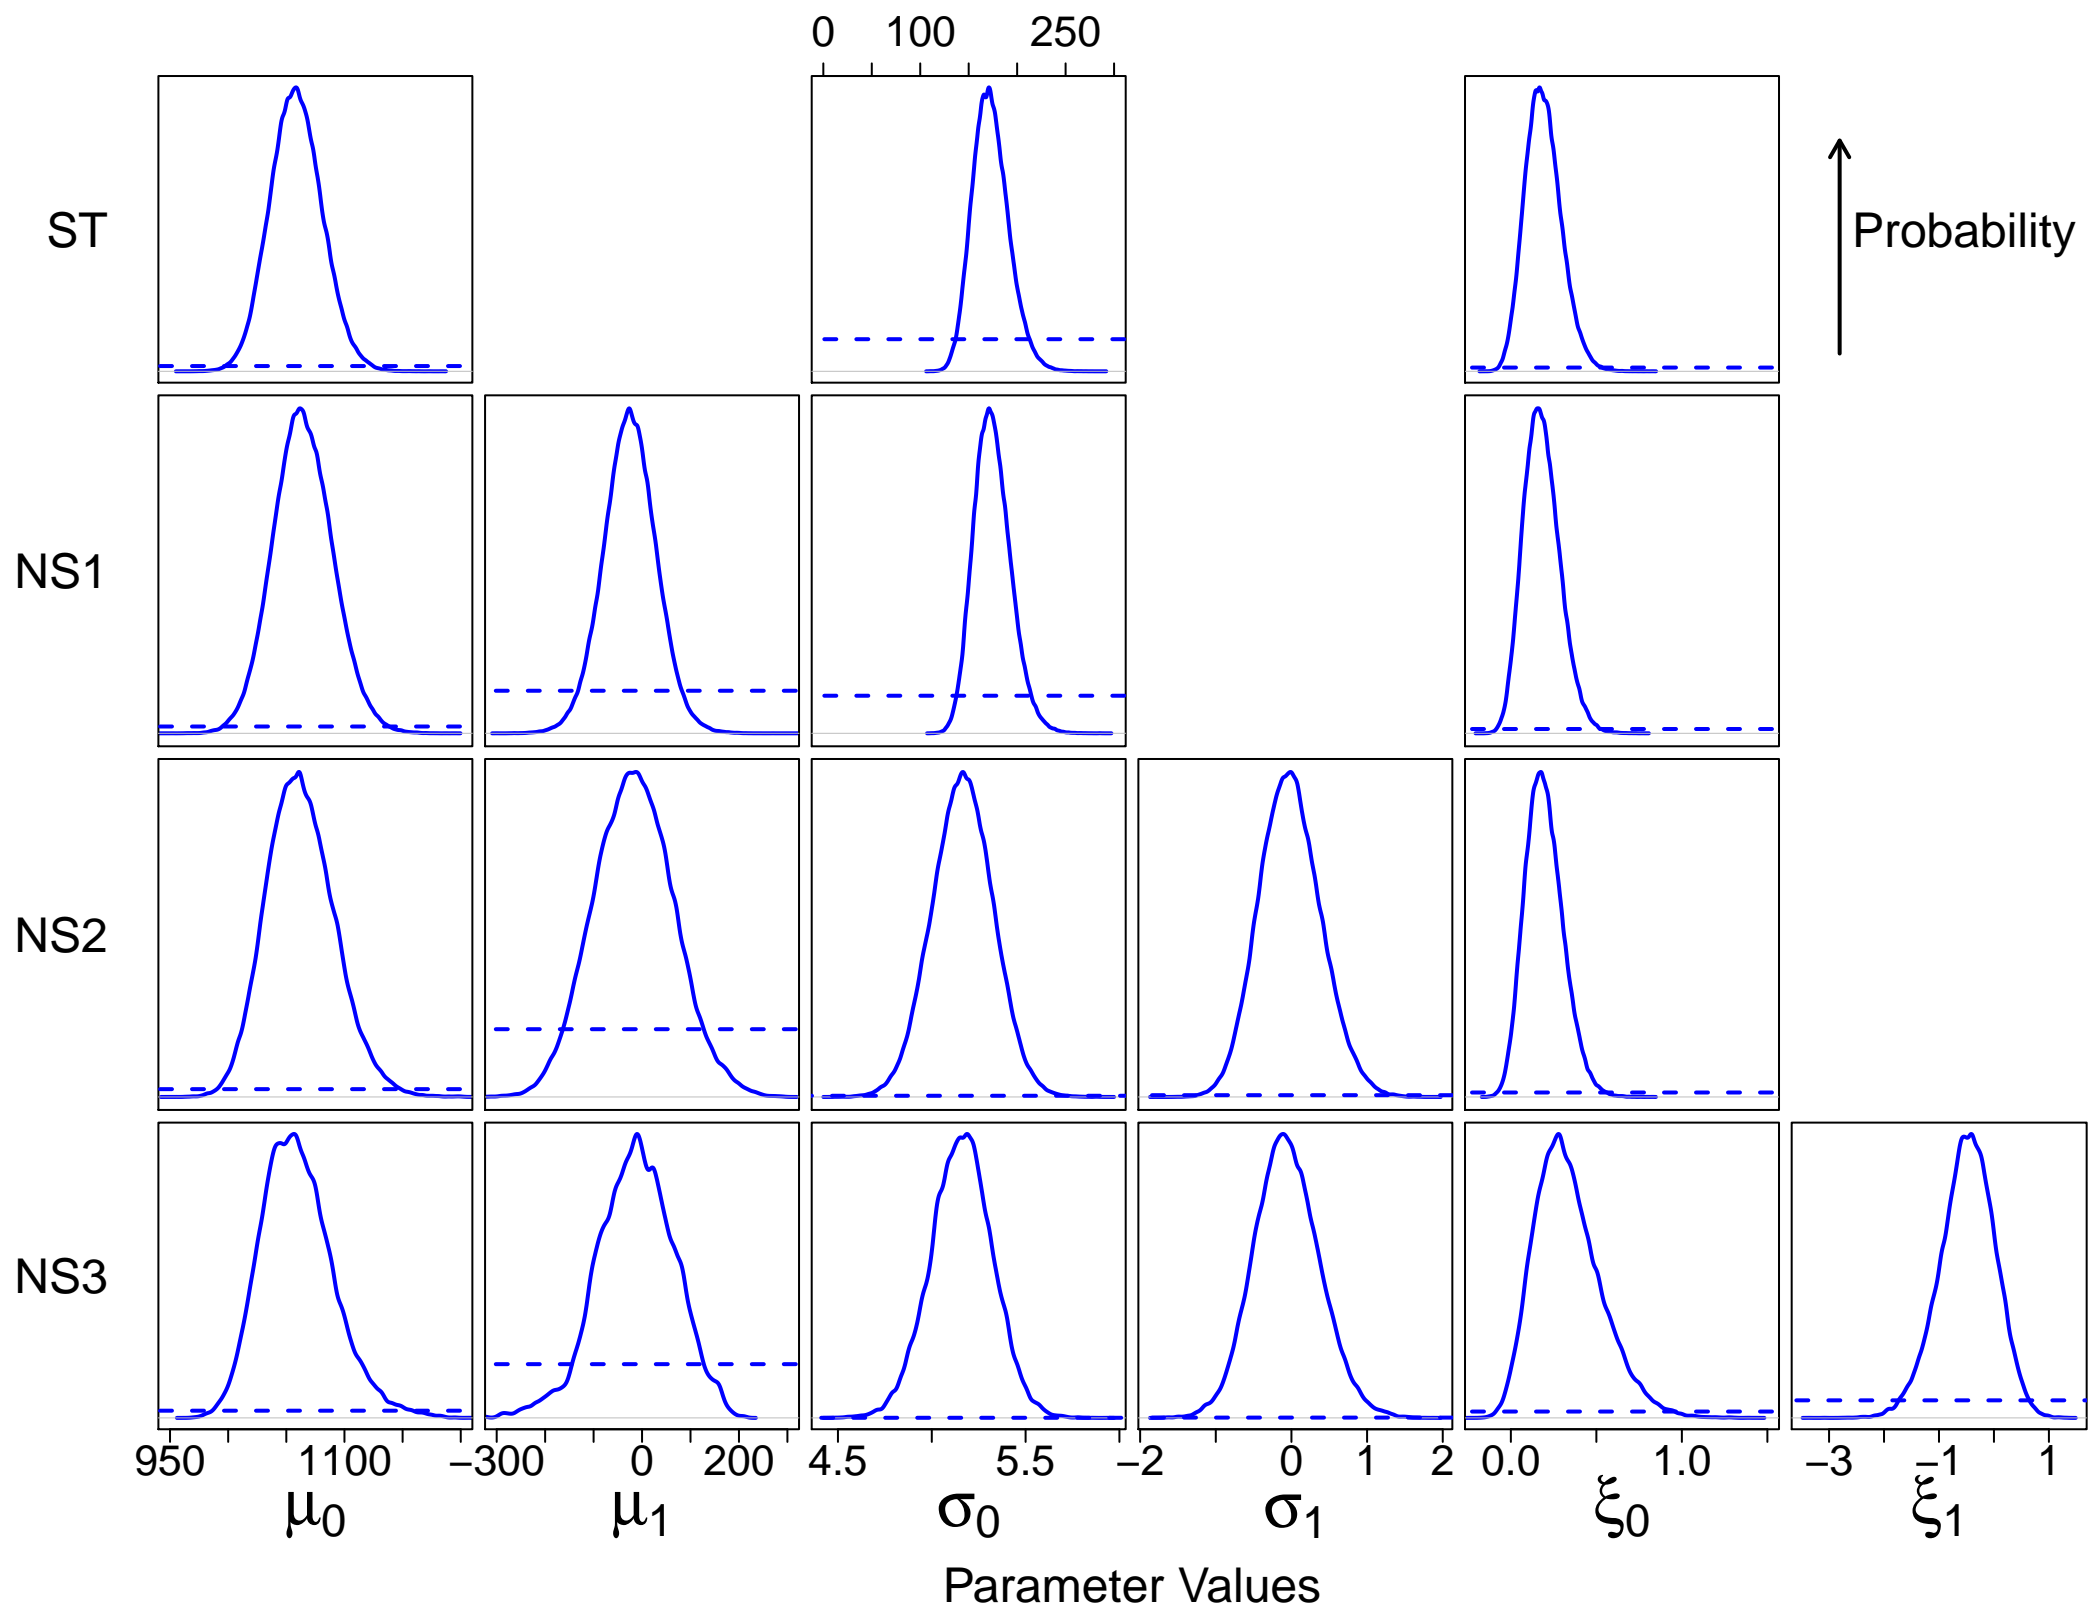 0 100 250
ST
Probability
NS1
NS2
NS3
950 1100 −300 0 200 4.5 5.5 −2 0 1 2 0.0 1.0 −3 −1 1
μ0 μ1 σ0 σ1 ξ0 ξ1
Parameter Values